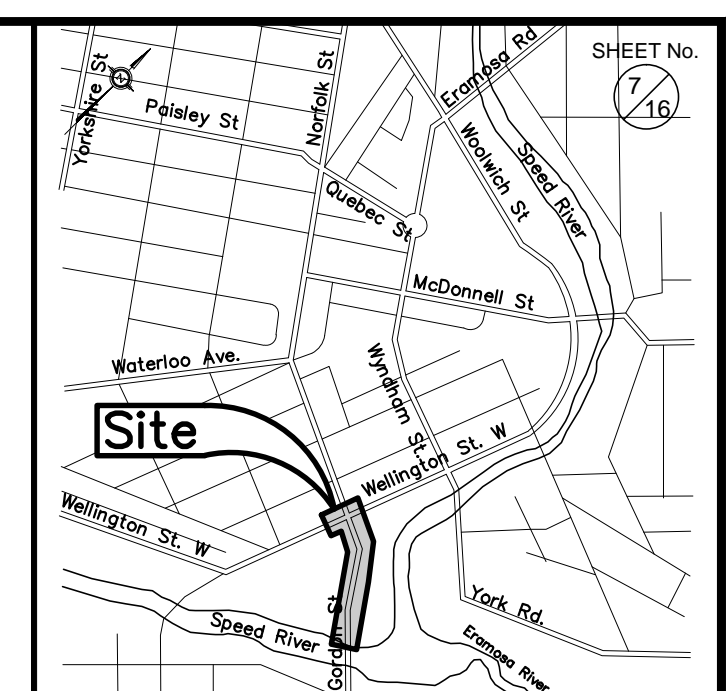 SHEET No.
7
16
Yorkshire St
Norfolk St
Eramosa Rd
Paisley St
Woolwich St
Speed River
Quebec St
McDonnell St
Waterloo Ave.
Wyndham St.
Site
Wellington St. W
Wellington St. W
Gordon St
Speed River
York Rd.
Eramosa River
N